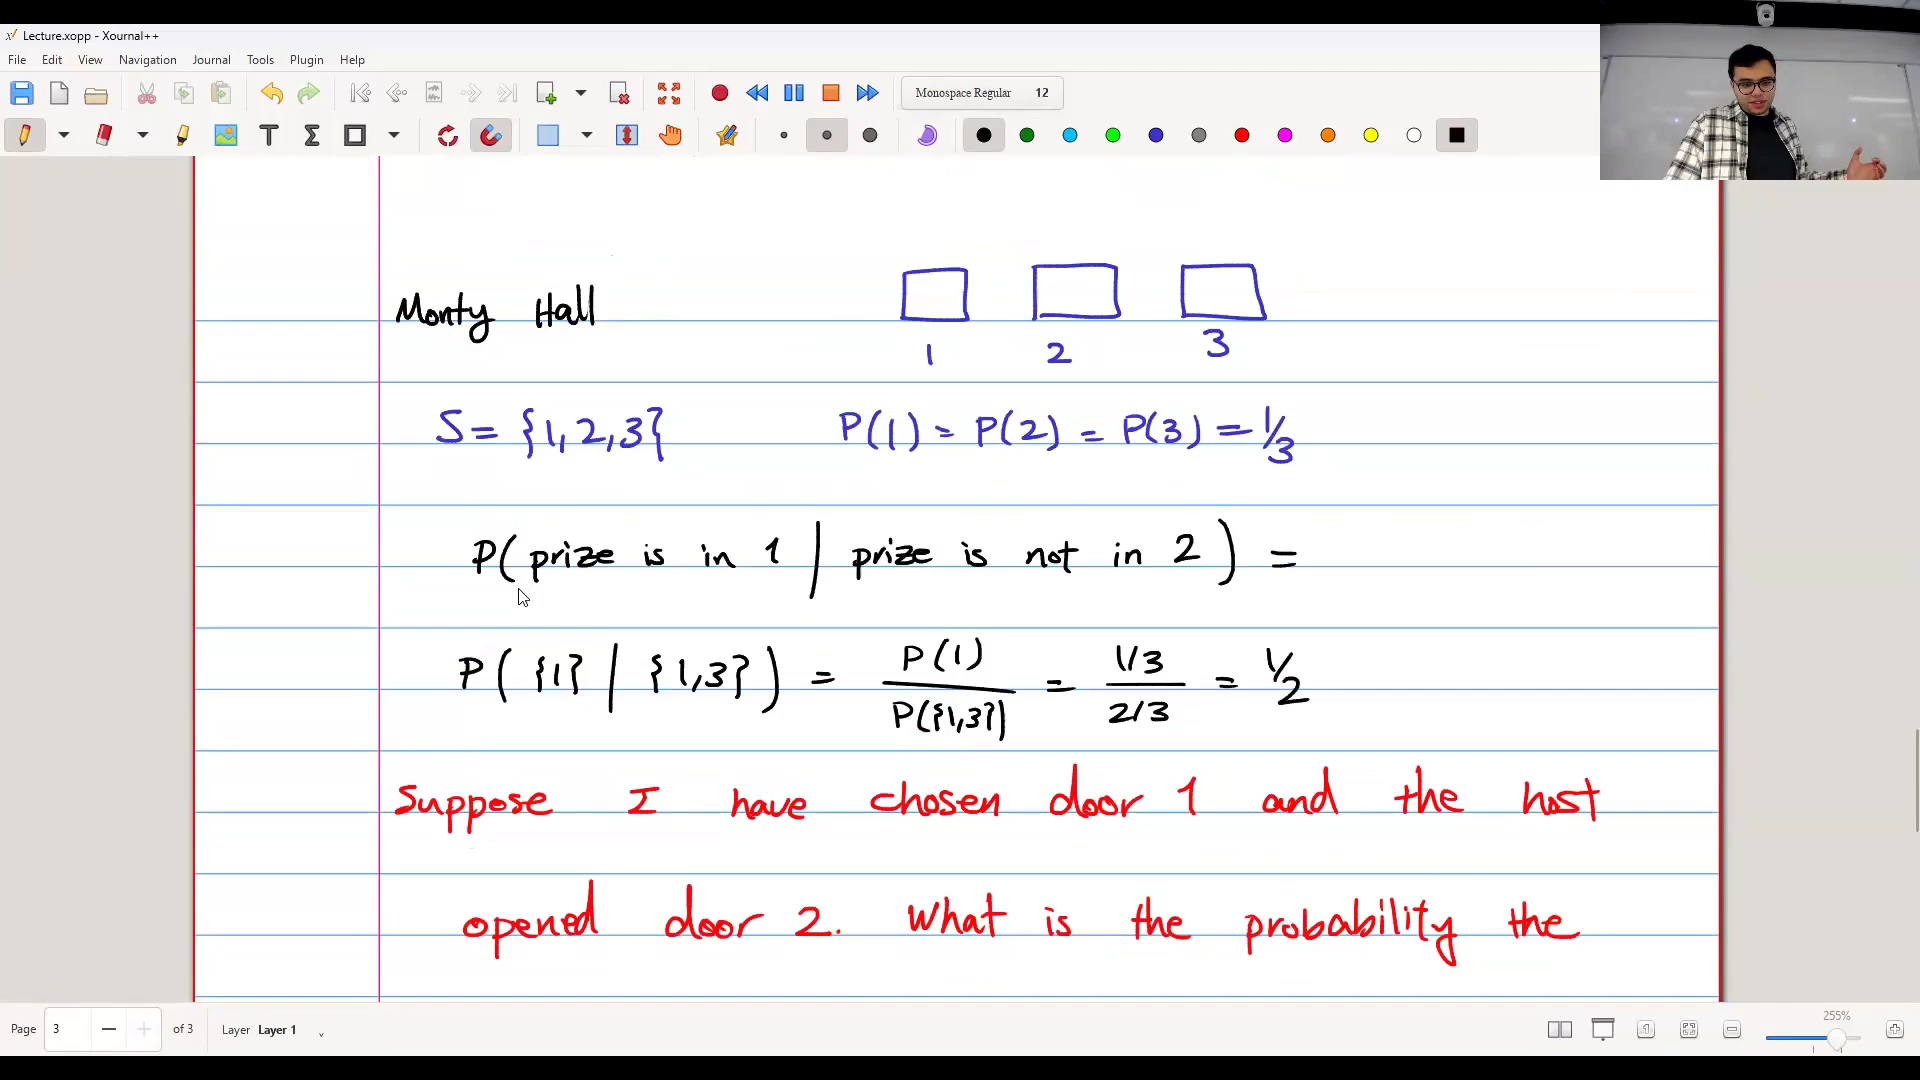 Lecture.xopp - Xournal++
File Edit View Navigation Journal Tools Plugin Help
Monospace Regular 12
Monty Hall
1 2 3
S = {1,2,3} P(1) = P(2) = P(3) = 1/3
P( prize is in 1 | prize is not in 2 ) =
P( {1} | {1,3} ) = P(1) / P({1,3}) = 1/3 / 2/3 = 1/2
Suppose I have chosen door 1 and the host
opened door 2. What is the probability the
Page 3 of 3 Layer Layer 1 255%